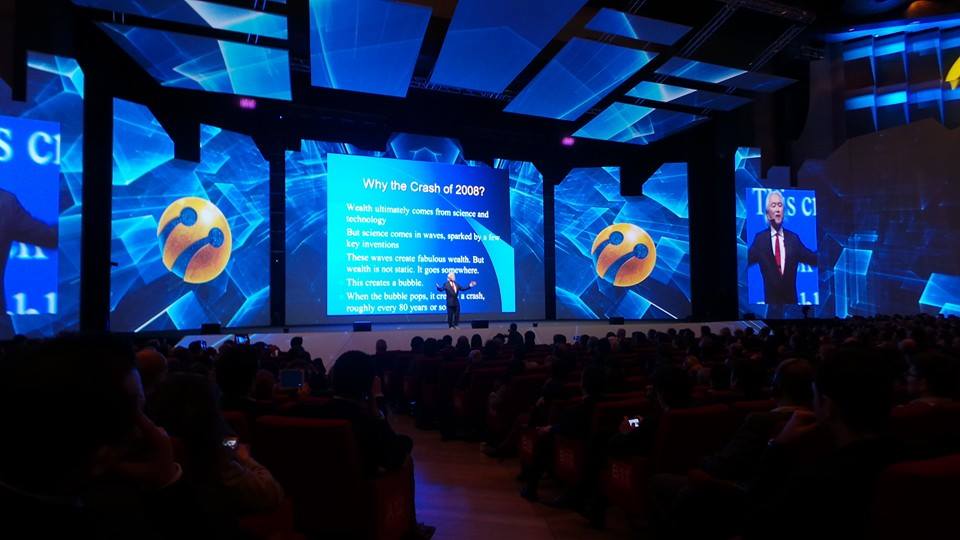 s ci
Why the Crash of 2008?
Wealth ultimately comes from science and
technology
But science comes in waves, sparked by a few
key inventions
These waves create fabulous wealth. But
wealth is not static. It goes somewhere.
This creates a bubble.
When the bubble pops, it a crash,
roughly every 80 years or so
s ci